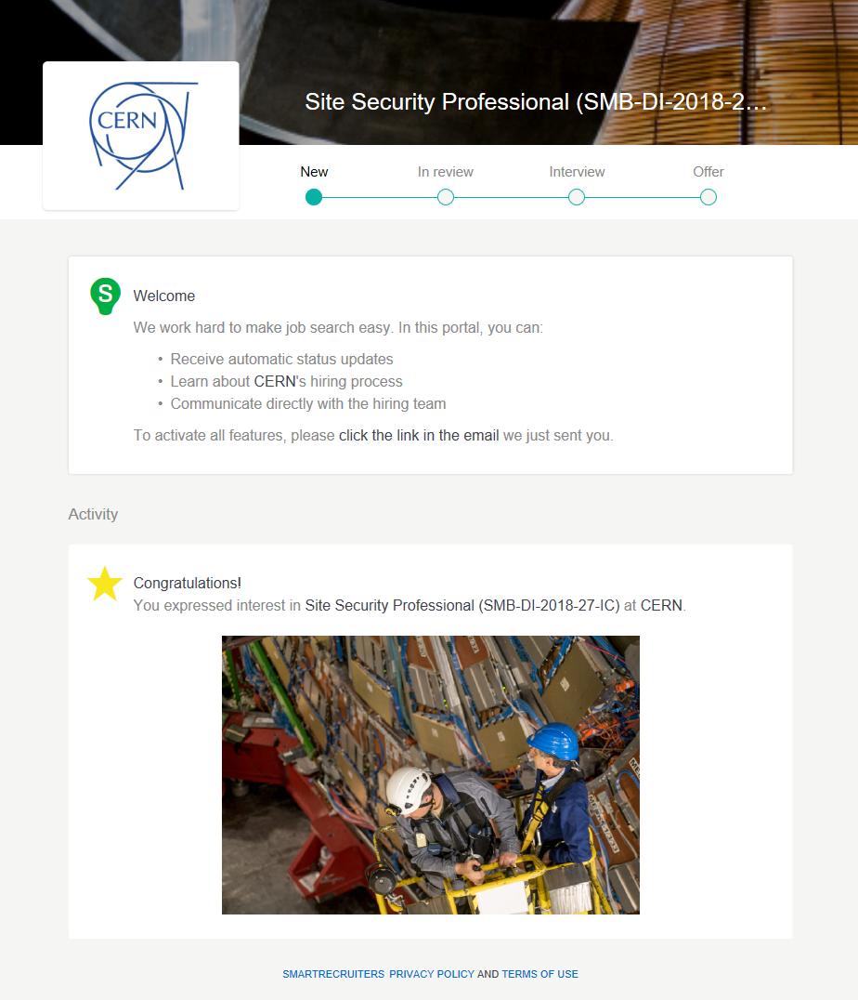 CERN
Site Security Professional (SMB-DI-2018-2...
New
In review
Interview
Offer
S
Welcome
We work hard to make job search easy. In this portal, you can:
• Receive automatic status updates
• Learn about CERN's hiring process
• Communicate directly with the hiring team
To activate all features, please click the link in the email we just sent you.
Activity
Congratulations!
You expressed interest in Site Security Professional (SMB-DI-2018-27-IC) at CERN.
SMARTRECRUITERS PRIVACY POLICY AND TERMS OF USE